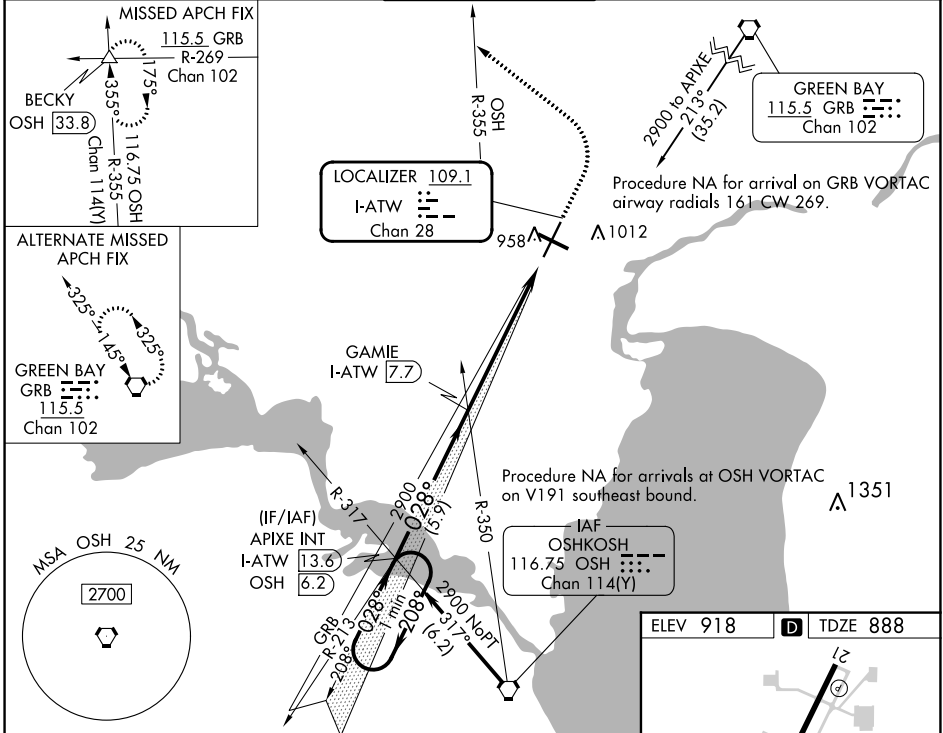 MISSED APCH FIX
115.5 GRB
R-269
Chan 102
175°
355°
BECKY
OSH 33.8
R-355
116.75 OSH
Chan 114(Y)
ALTERNATE MISSED
APCH FIX
325°
145°
325°
GREEN BAY
GRB
115.5
Chan 102
OSH
R-355
LOCALIZER 109.1
I-ATW
Chan 28
958
1012
2900 to APIXE
213°
(35.2)
GREEN BAY
115.5 GRB
Chan 102
Procedure NA for arrival on GRB VORTAC
airway radials 161 CW 269.
GAMIE
I-ATW 7.7
R-317
2900
028°
(5.9)
R-350
Procedure NA for arrivals at OSH VORTAC
on V191 southeast bound.
1351
(IF/IAF)
APIXE INT
I-ATW 13.6
OSH 6.2
IAF
OSHKOSH
116.75 OSH
Chan 114(Y)
2900 NoPT
317°
(6.2)
028°
1 min
208°
GRB
R-213
208°
MSA OSH 25 NM
2700
ELEV 918
D
TDZE 888
21
P